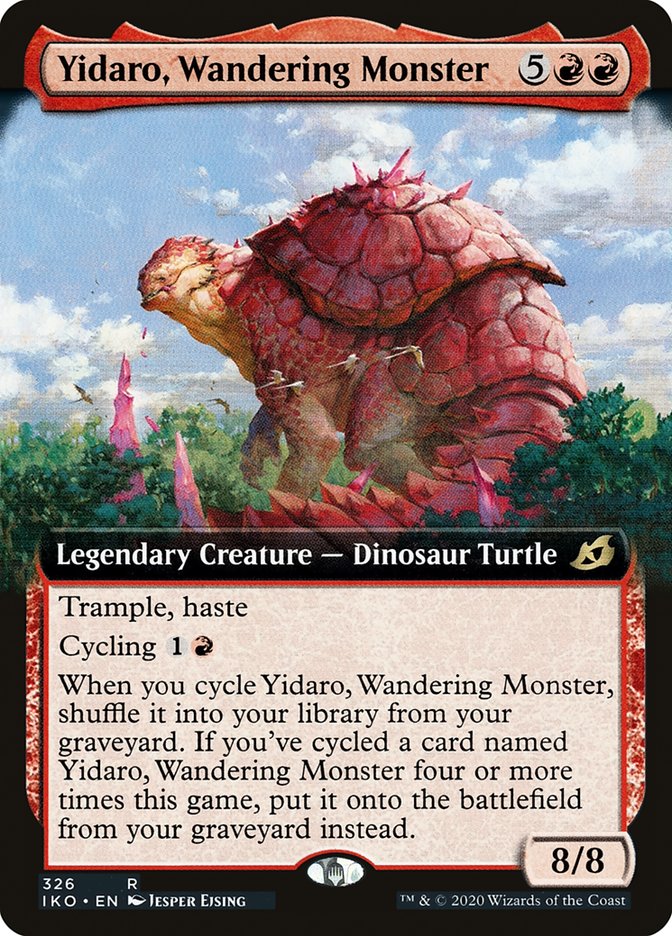 Yidaro, Wandering Monster 5
Legendary Creature — Dinosaur Turtle
Trample, haste
Cycling 1
When you cycle Yidaro, Wandering Monster,
shuffle it into your library from your
graveyard. If you've cycled a card named
Yidaro, Wandering Monster four or more
times this game, put it onto the battlefield
from your graveyard instead.
8/8
326 R
IKO • EN Jesper Ejsing
™ & © 2020 Wizards of the Coast